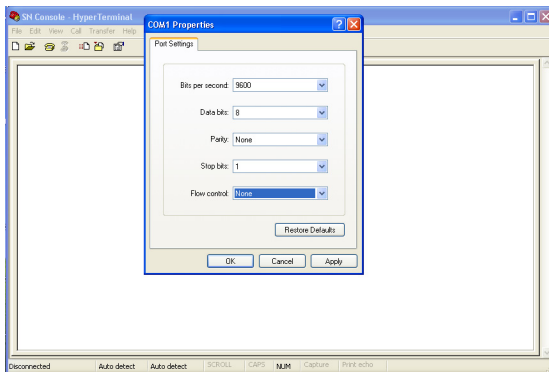 SN Console - HyperTerminal
File Edit View Call Transfer Help
COM1 Properties
Port Settings
Bits per second: 9600
Data bits: 8
Parity: None
Stop bits: 1
Flow control: None
Restore Defaults
OK Cancel Apply
Disconnected Auto detect Auto detect SCROLL CAPS NUM Capture Print echo